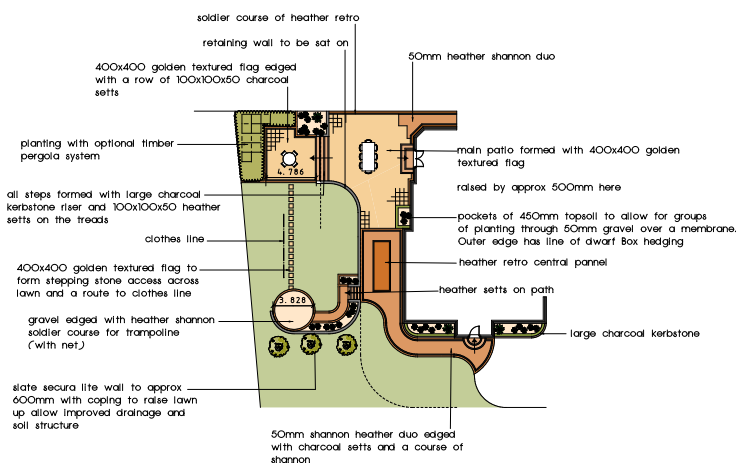 soldier course of heather retro
retaining wall to be sat on
400x400 golden textured flag edged
with a row of 100x100x50 charcoal
setts
50mm heather shannon duo
planting with optional timber
pergola system
4.786
main patio formed with 400x400 golden
textured flag
raised by approx 500mm here
all steps formed with large charcoal
kerbstone riser and 100x100x50 heather
setts on the treads
pockets of 450mm topsoil to allow for groups
of planting through 50mm gravel over a membrane.
Outer edge has line of dwarf Box hedging
clothes line
heather retro central pannel
400x400 golden textured flag to
form stepping stone access across
lawn and a route to clothes line
heather setts on path
3.828
gravel edged with heather shannon
soldier course for trampoline
(with net)
large charcoal kerbstone
slate secura lite wall to approx
600mm with coping to raise lawn
up allow improved drainage and
soil structure
50mm shannon heather duo edged
with charcoal setts and a course of
shannon